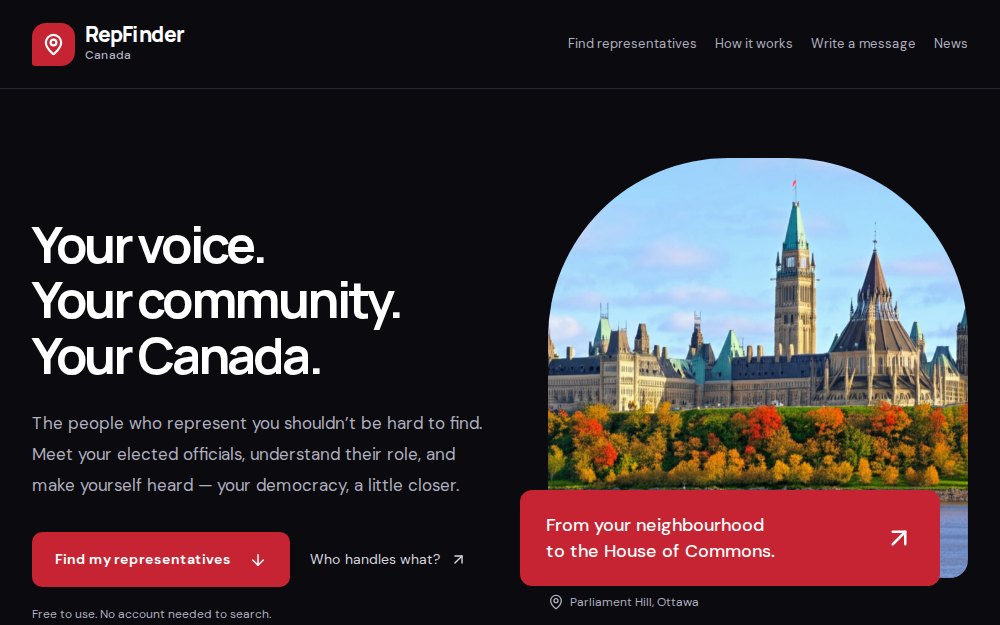 RepFinder
Canada
Find representatives
How it works
Write a message
News
Your voice.
Your community.
Your Canada.
The people who represent you shouldn’t be hard to find.
Meet your elected officials, understand their role, and
make yourself heard — your democracy, a little closer.
Find my representatives
Who handles what?
Free to use. No account needed to search.
From your neighbourhood
to the House of Commons.
Parliament Hill, Ottawa